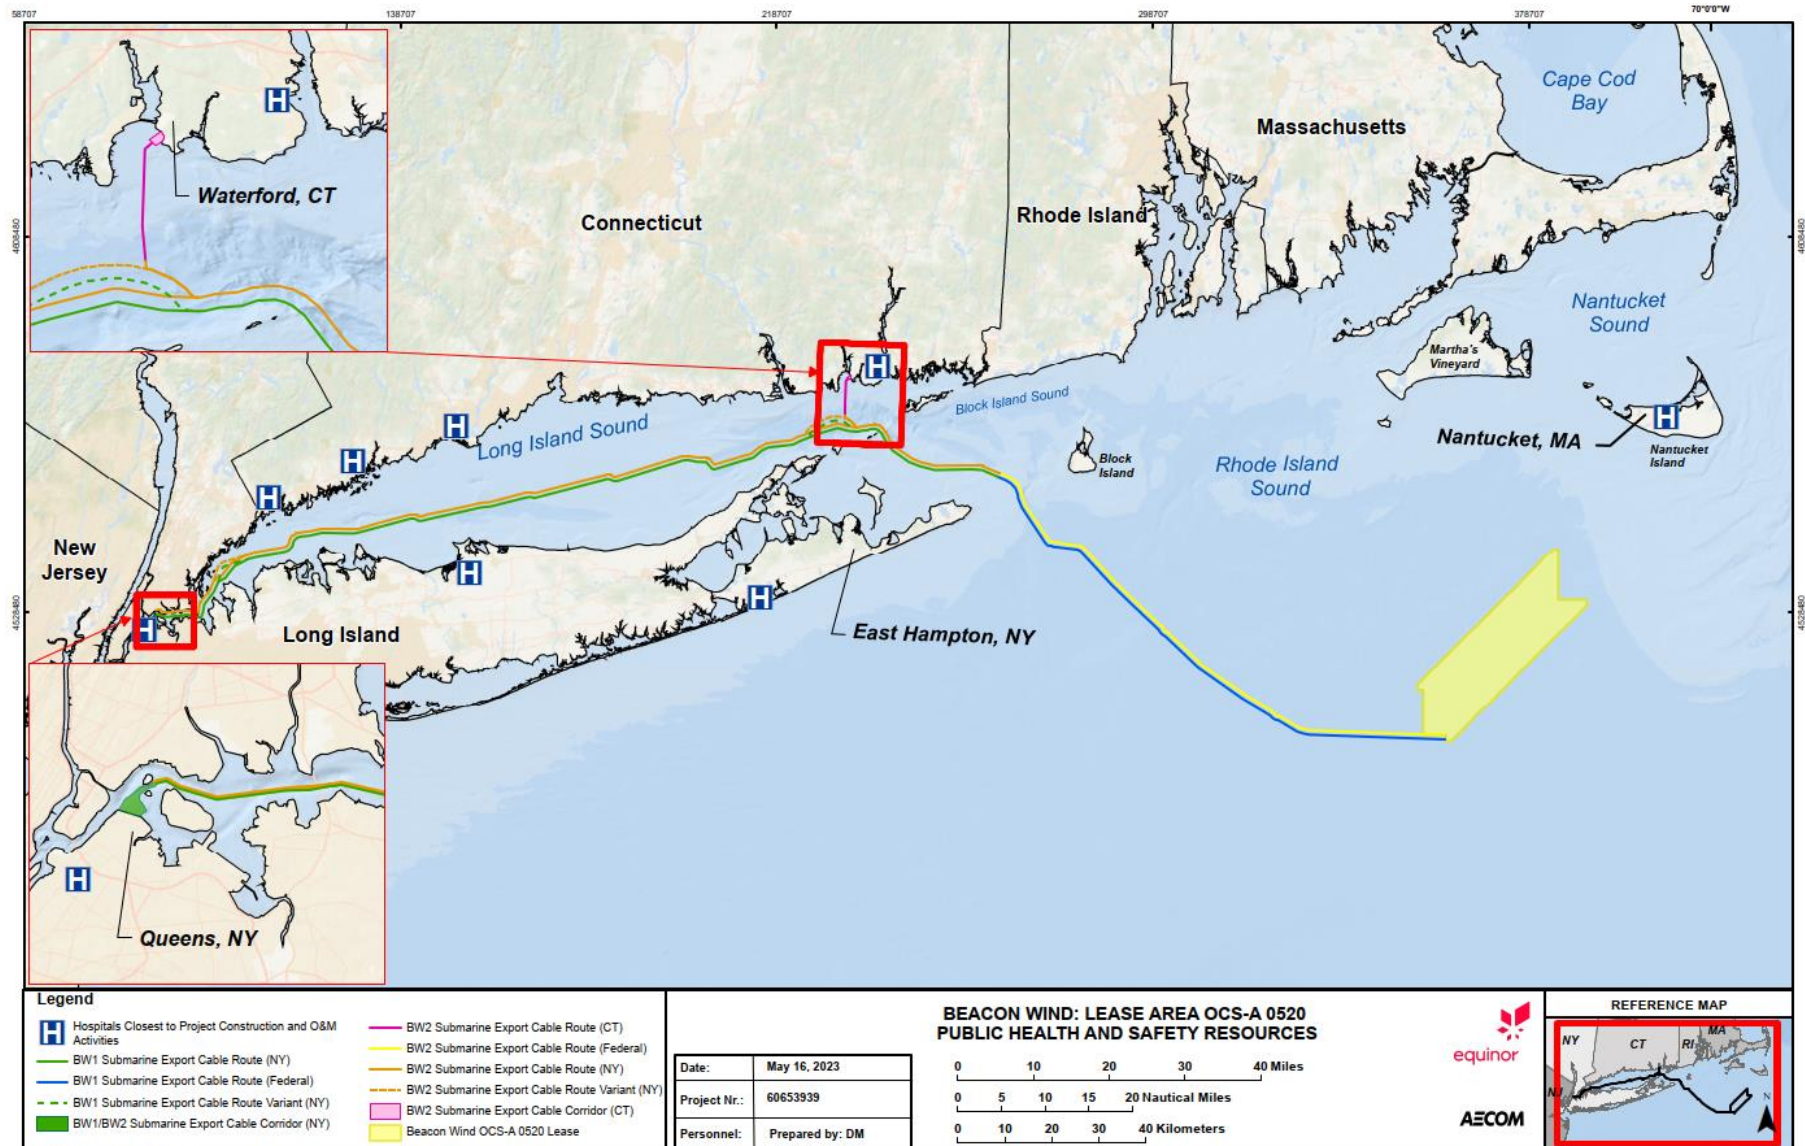 58707
138707
218707
298707
378707
70°0'0"W
Cape Cod
Bay
Massachusetts
Waterford, CT
Connecticut
Rhode Island
4608480
4608480
Nantucket
Sound
Martha's
Vineyard
Block Island Sound
Long Island Sound
Nantucket, MA
Nantucket
Island
Block
Island
Rhode Island
Sound
H
H
H
H
H
H
H
H
H
H
New
Jersey
4528480
4528480
Long Island
East Hampton, NY
Queens, NY
Legend
H Hospitals Closest to Project Construction and O&M
Activities
BW1 Submarine Export Cable Route (NY)
BW1 Submarine Export Cable Route (Federal)
BW1 Submarine Export Cable Route Variant (NY)
BW1/BW2 Submarine Export Cable Corridor (NY)
BW2 Submarine Export Cable Route (CT)
BW2 Submarine Export Cable Route (Federal)
BW2 Submarine Export Cable Route (NY)
BW2 Submarine Export Cable Route Variant (NY)
BW2 Submarine Export Cable Corridor (CT)
Beacon Wind OCS-A 0520 Lease
BEACON WIND: LEASE AREA OCS-A 0520
PUBLIC HEALTH AND SAFETY RESOURCES
Date: May 16, 2023
Project Nr.: 60653939
Personnel: Prepared by: DM
0 10 20 30 40 Miles
0 5 10 15 20 Nautical Miles
0 10 20 30 40 Kilometers
equinor
AECOM
REFERENCE MAP
NY
CT
RI
MA
NJ
N